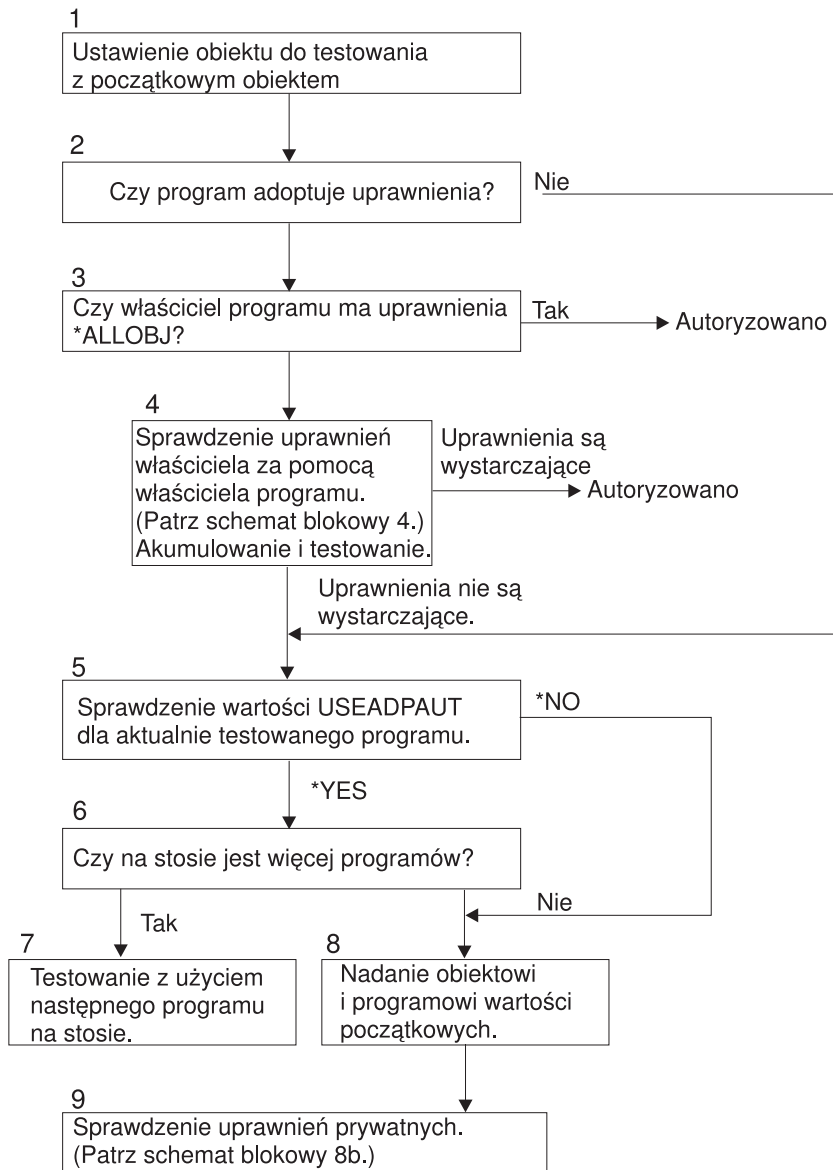 1
Ustawienie obiektu do testowania
z początkowym obiektem
2
Czy program adoptuje uprawnienia?
Nie
3
Czy właściciel programu ma uprawnienia
*ALLOBJ?
Tak
Autoryzowano
4
Sprawdzenie uprawnień
właściciela za pomocą
właściciela programu.
(Patrz schemat blokowy 4.)
Akumulowanie i testowanie.
Uprawnienia są
wystarczające
Autoryzowano
Uprawnienia nie są
wystarczające.
5
Sprawdzenie wartości USEADPAUT
dla aktualnie testowanego programu.
*NO
*YES
6
Czy na stosie jest więcej programów?
Tak
Nie
7
Testowanie z użyciem
następnego programu
na stosie.
8
Nadanie obiektowi
i programowi wartości
początkowych.
9
Sprawdzenie uprawnień prywatnych.
(Patrz schemat blokowy 8b.)